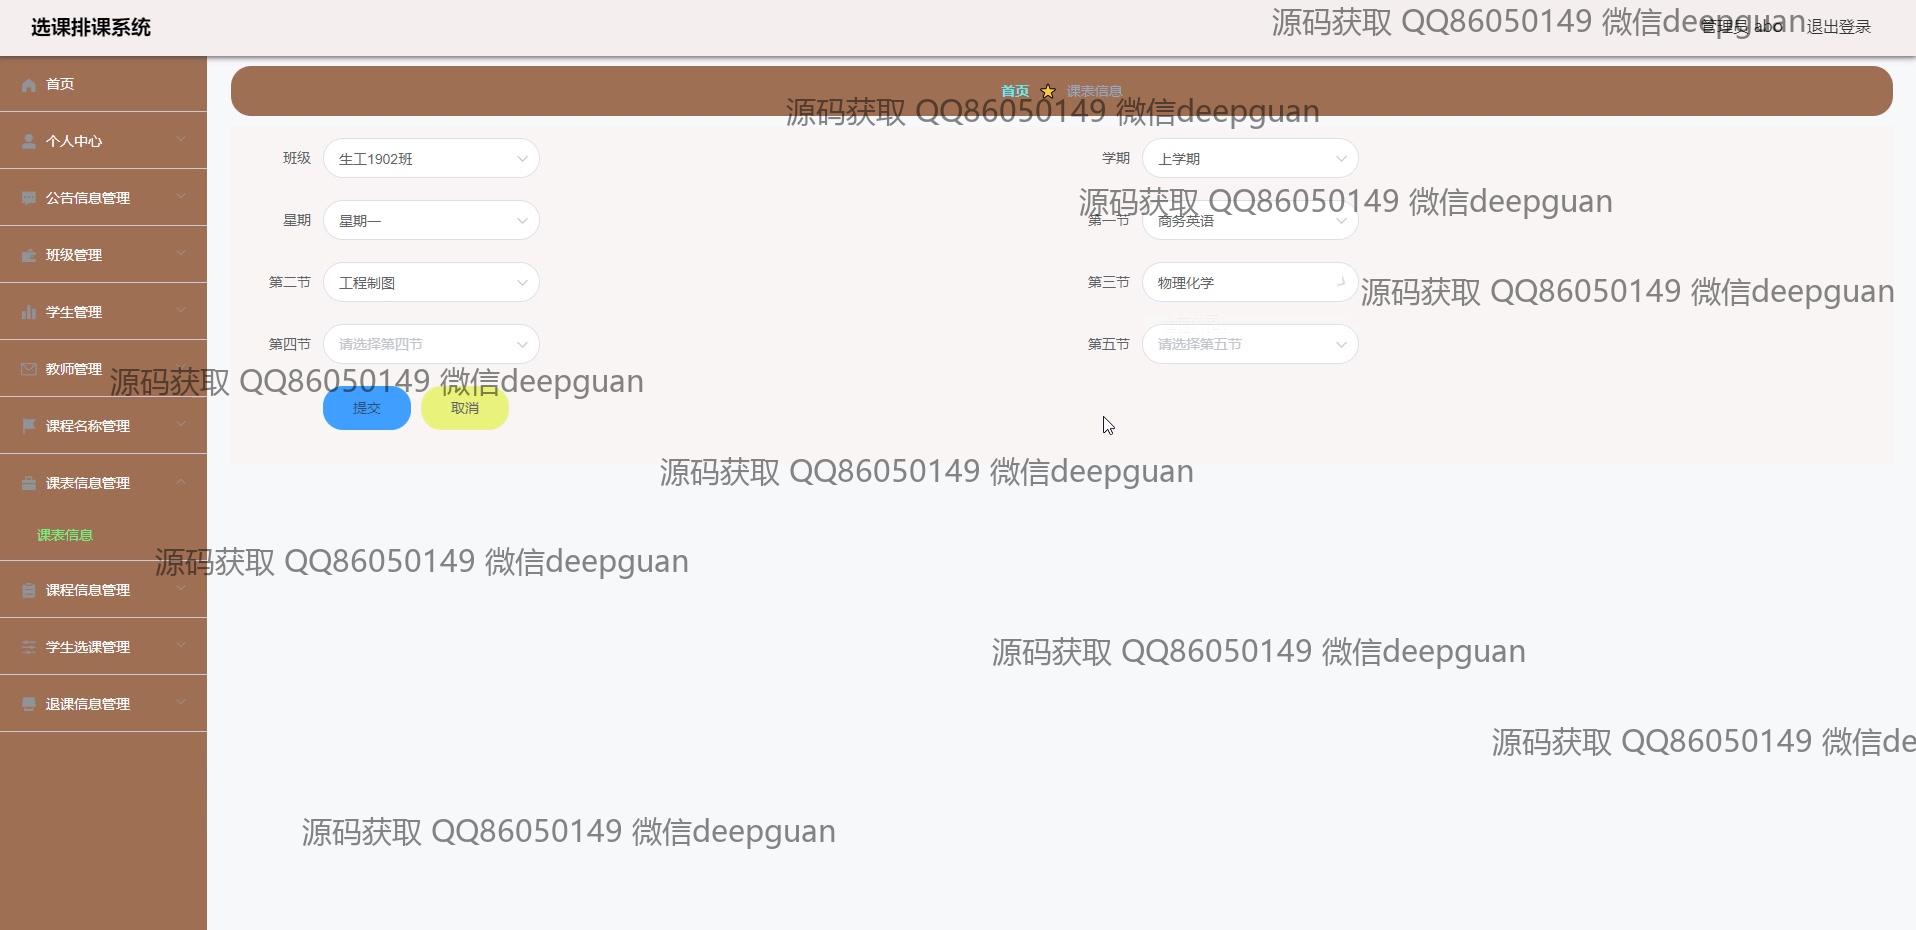 选课排课系统
源码获取 QQ86050149 微信deepguan
管理员 abo
退出登录
首页
个人中心
公告信息管理
班级管理
学生管理
教师管理
课程名称管理
课表信息管理
课表信息
课程信息管理
学生选课管理
退课信息管理
首页 课表信息
源码获取 QQ86050149 微信deepguan
班级 生工1902班
学期 上学期
源码获取 QQ86050149 微信deepguan
星期 星期一
第一节 商务英语
第二节 工程制图
第三节 物理化学
源码获取 QQ86050149 微信deepguan
第四节 请选择第四节
第五节 请选择第五节
源码获取 QQ86050149 微信deepguan
提交 取消
源码获取 QQ86050149 微信deepguan
源码获取 QQ86050149 微信deepguan
源码获取 QQ86050149 微信deepguan
源码获取 QQ86050149 微信de
源码获取 QQ86050149 微信deepguan